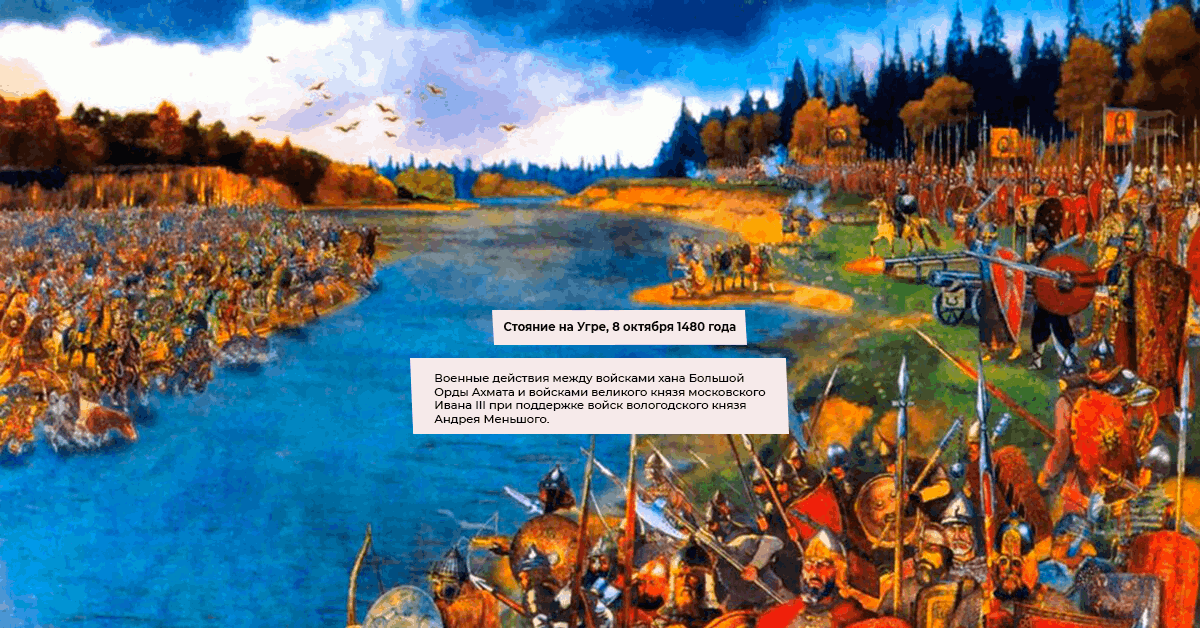 Стояние на Угре, 8 октября 1480 года
Военные действия между войсками хана Большой
Орды Ахмата и войсками великого князя московского
Ивана III при поддержке войск вологодского князя
Андрея Меньшого.